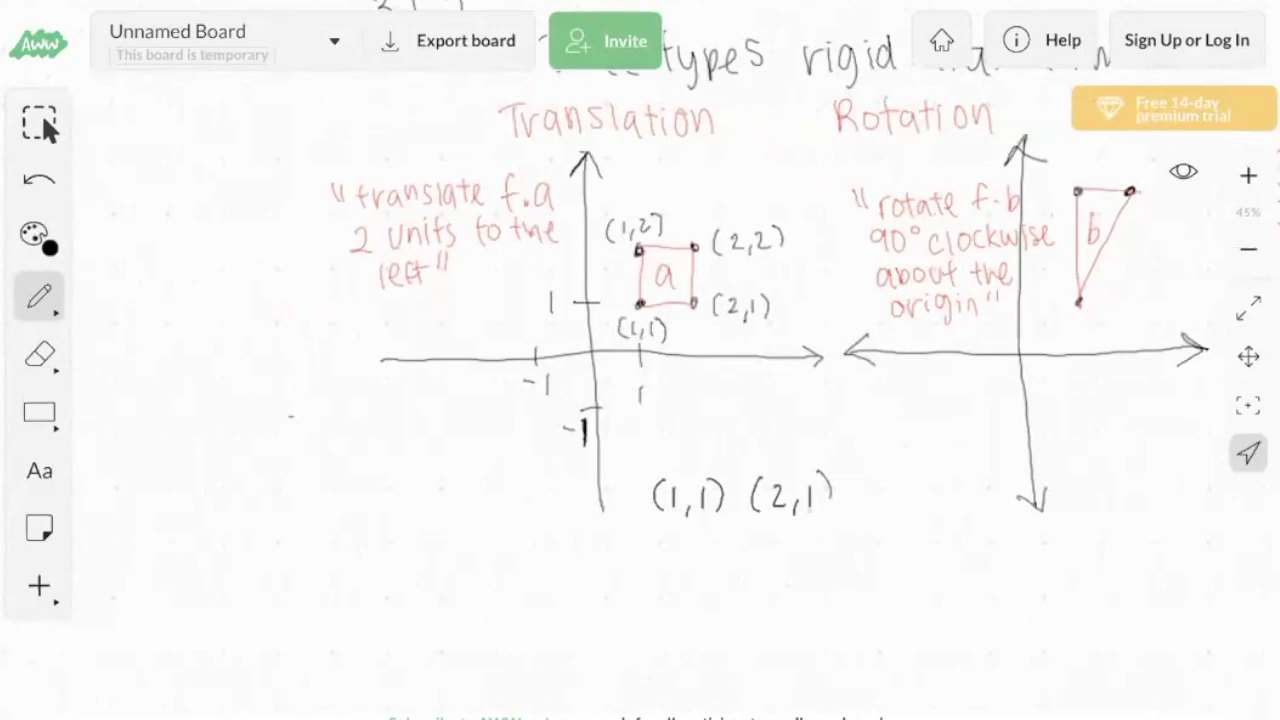 AWW
Unnamed Board
This board is temporary
Export board
Invite
Help
Sign Up or Log In
Free 14-day
premium trial
types rigid
Translation
Rotation
45%
"translate f.a
2 units to the
left"
(1,2)
(2,2)
a
1
(2,1)
(1,1)
-1
1
-1
(1,1) (2,1)
"rotate f.b
90° clockwise
about the
origin"
b
Aa